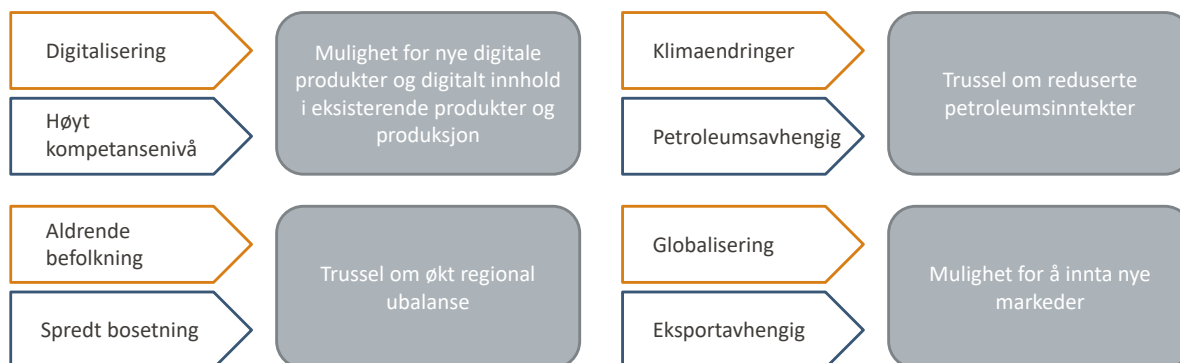 Digitalisering
Høyt
kompetansenivå
Mulighet for nye digitale
produkter og digitalt innhold
i eksisterende produkter og
produksjon
Klimaendringer
Petroleumsavhengig
Trussel om reduserte
petroleumsinntekter
Aldrende
befolkning
Spredt bosetning
Trussel om økt regional
ubalanse
Globalisering
Eksportavhengig
Mulighet for å innta nye
markeder